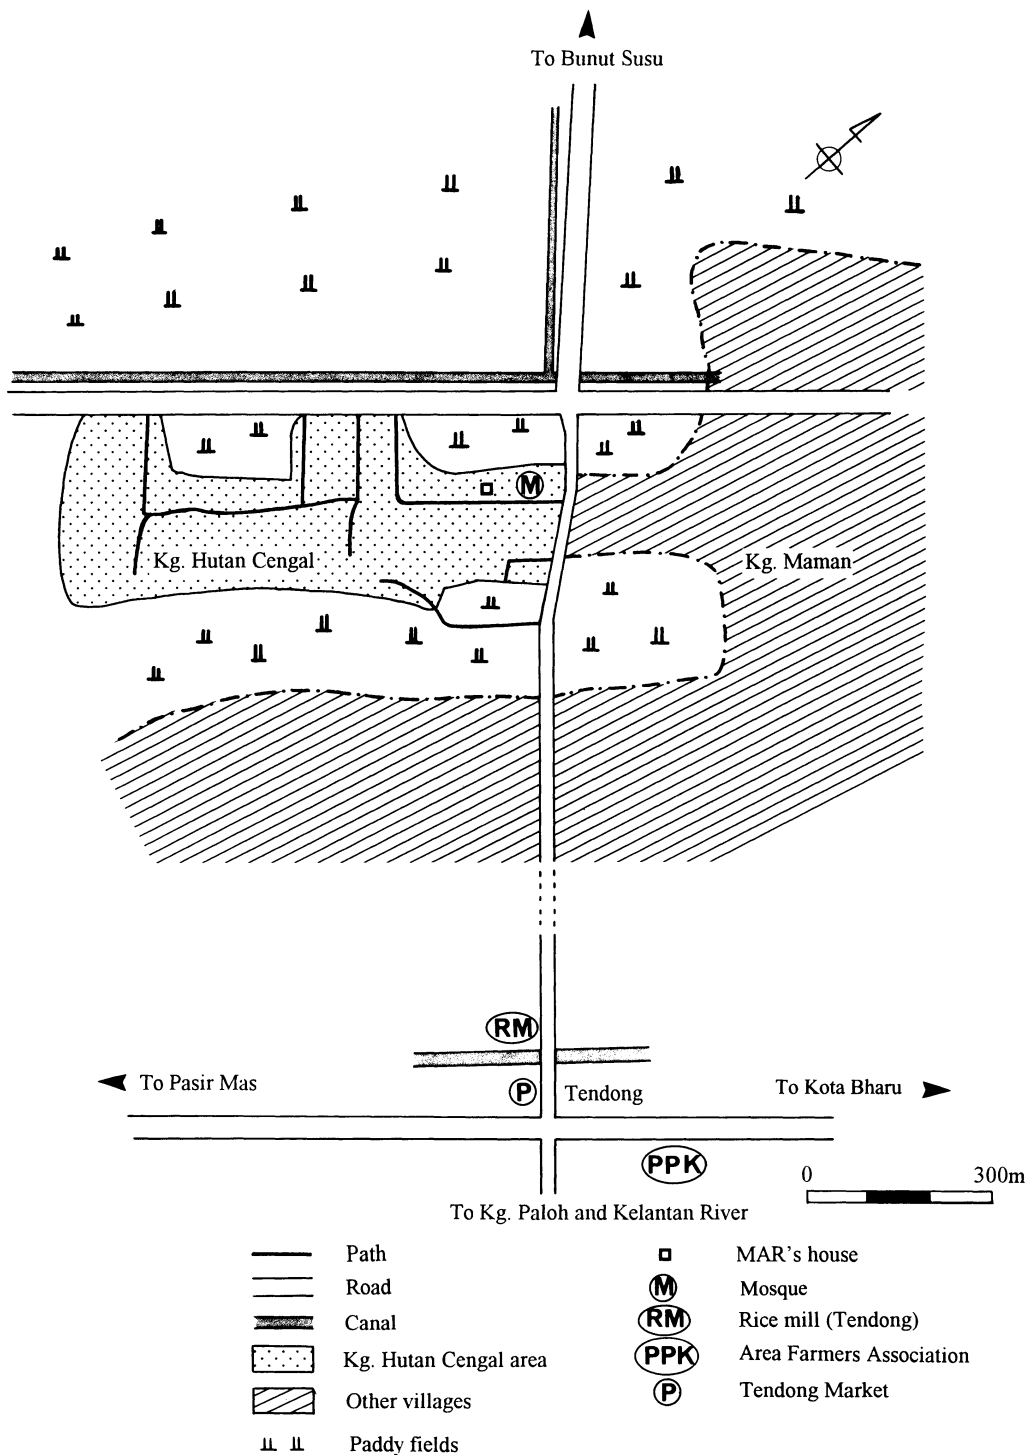 To Bunut Susu
M
Kg. Hutan Cengal
Kg. Maman
RM
To Pasir Mas
P
Tendong
To Kota Bharu
PPK
0 300m
To Kg. Paloh and Kelantan River
Path
MAR's house
Road
M Mosque
Canal
RM Rice mill (Tendong)
Kg. Hutan Cengal area
PPK Area Farmers Association
Other villages
P Tendong Market
Paddy fields